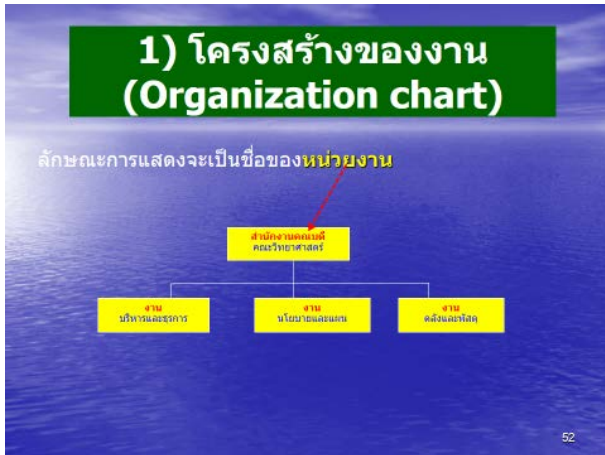 1) โครงสร้างของงาน
(Organization chart)
ลักษณะการแสดงจะเป็นชื่อของหน่วยงาน
สำนักงานคณบดี
คณะวิทยาศาสตร์
งาน
บริหารและธุรการ
งาน
นโยบายและแผน
งาน
คลังและพัสดุ
52